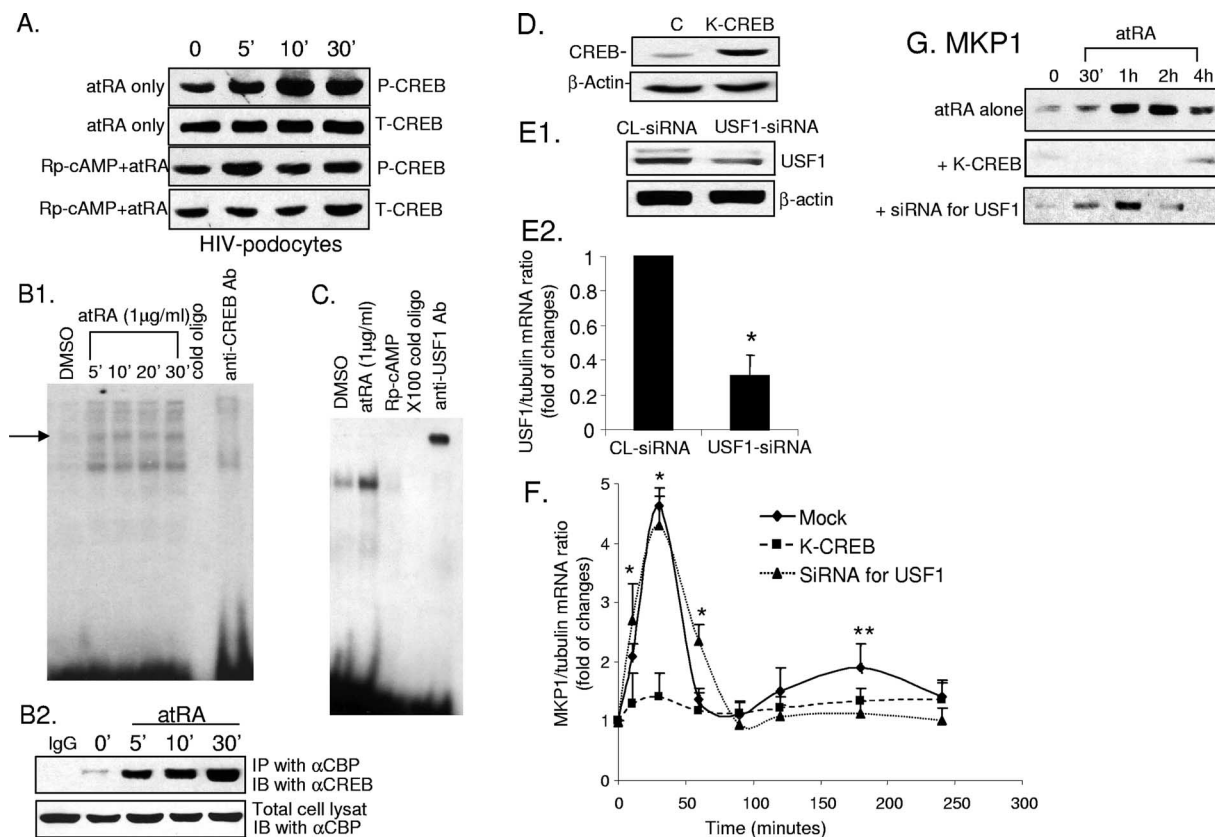 A.
0 5' 10' 30'
atRA only P-CREB
atRA only T-CREB
Rp-cAMP+atRA P-CREB
Rp-cAMP+atRA T-CREB
HIV-podocytes
B1.
DMSO
atRA (1μg/ml)
5' 10' 20' 30'
cold oligo
anti-CREB Ab
B2.
atRA
IgG 0' 5' 10' 30'
IP with αCBP
IB with αCREB
Total cell lysat
IB with αCBP
C.
DMSO
atRA (1μg/ml)
Rp-cAMP
X100 cold oligo
anti-USF1 Ab
D.
C K-CREB
CREB-
β-Actin-
E1.
CL-siRNA USF1-siRNA
USF1
β-actin
E2.
USF1/tubulin mRNA ratio
(fold of changes)
1
0.8
0.6
0.4
0.2
0
*
CL-siRNA USF1-siRNA
F.
MKP1/tubulin mRNA ratio
(fold of changes)
5
4
3
2
1
0
*
*
*
**
Mock
K-CREB
SiRNA for USF1
0 50 100 150 200 250 300
Time (minutes)
G. MKP1
atRA
0 30' 1h 2h 4h
atRA alone
+ K-CREB
+ siRNA for USF1